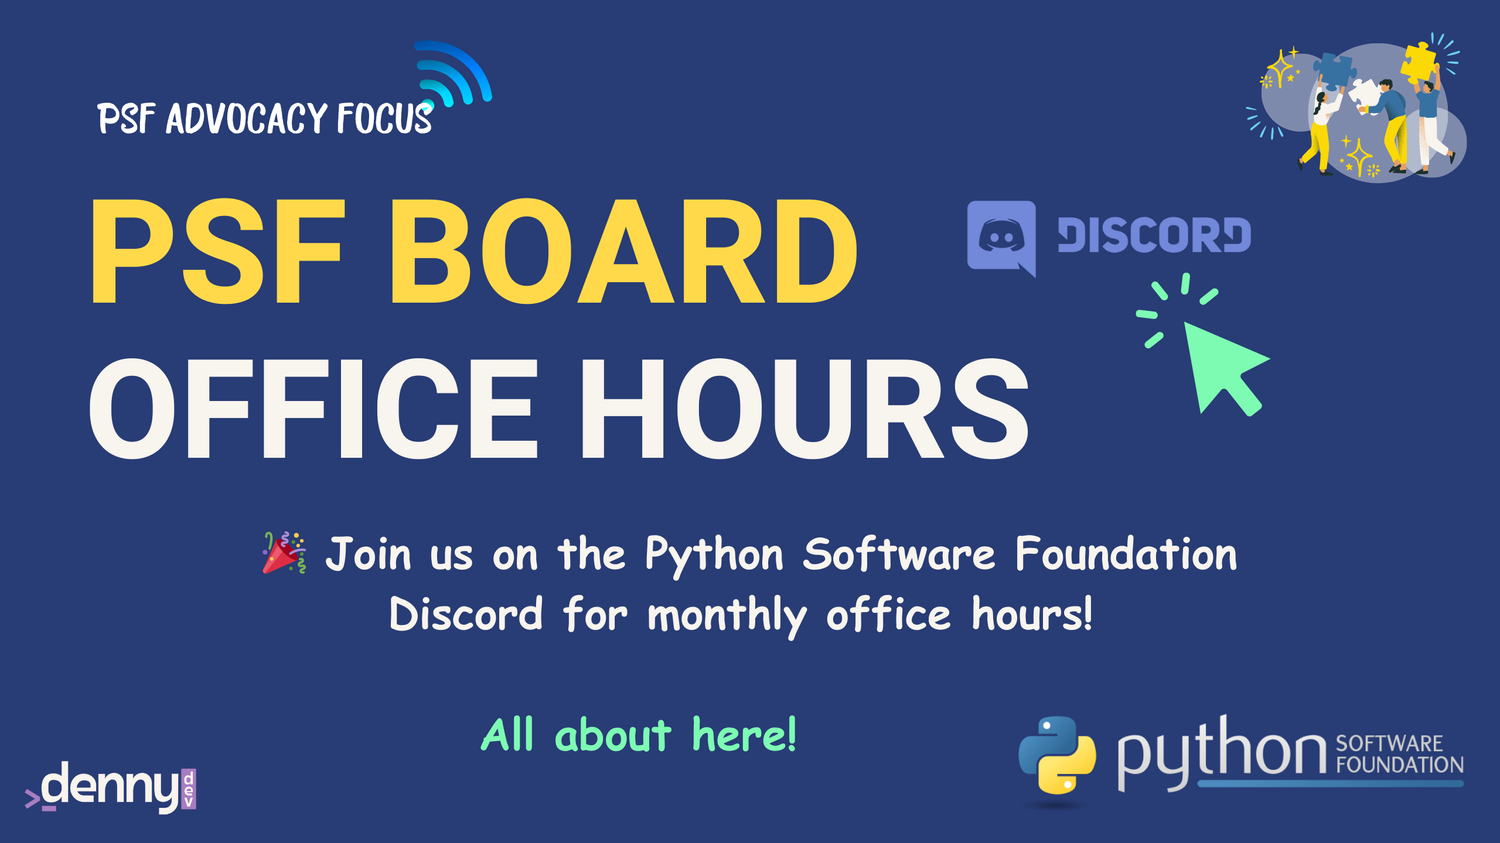 PSF ADVOCACY FOCUS
PSF BOARD
DISCORD
OFFICE HOURS
🎉 Join us on the Python Software Foundation
Discord for monthly office hours!
All about here!
>_denny dev
python SOFTWARE
FOUNDATION